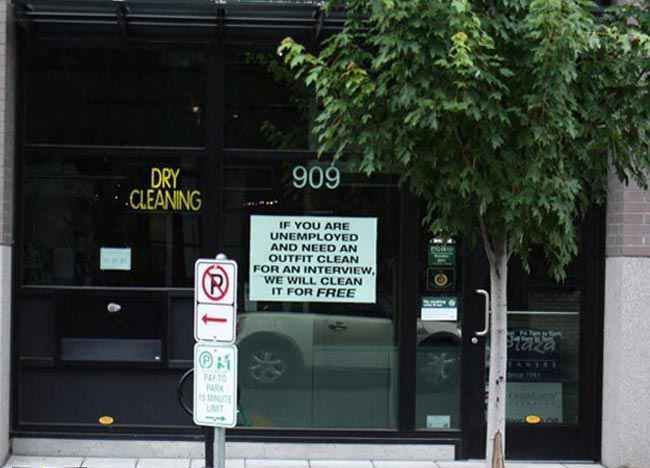 DRY
CLEANING
909
IF YOU ARE
UNEMPLOYED
AND NEED AN
OUTFIT CLEAN
FOR AN INTERVIEW,
WE WILL CLEAN
IT FOR FREE
P
P
PAY TO
PARK
15 MINUTE
LIMIT
Plaza